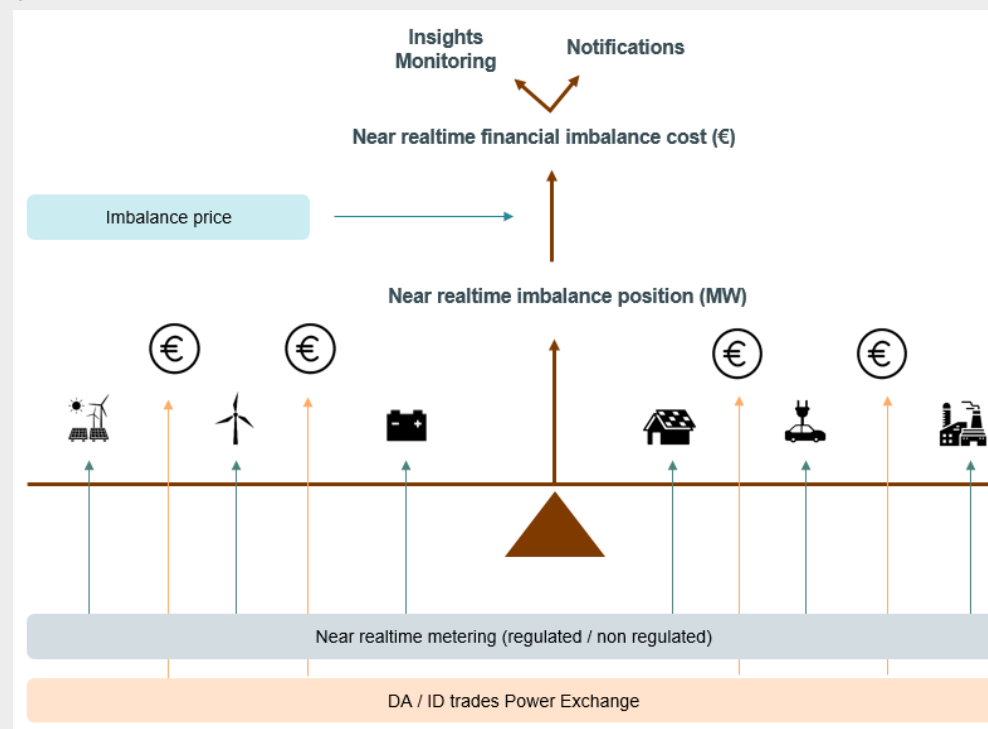 Insights
Monitoring
Notifications
Near realtime financial imbalance cost (€)
Imbalance price
Near realtime imbalance position (MW)
€
€
€
€
Near realtime metering (regulated / non regulated)
DA / ID trades Power Exchange